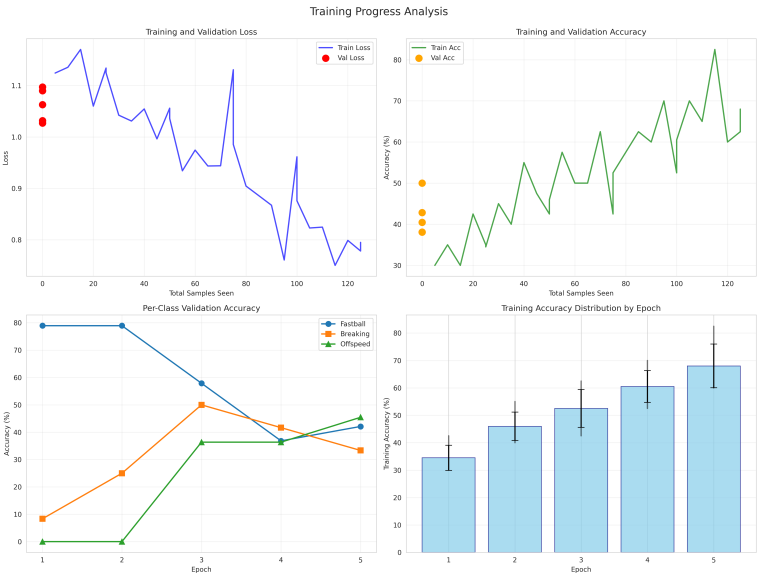 Training Progress Analysis
Training and Validation Loss
Train Loss
Val Loss
1.1
1.0
0.9
0.8
Loss
0 20 40 60 80 100 120
Total Samples Seen
Training and Validation Accuracy
Train Acc
Val Acc
80
70
60
50
40
30
Accuracy (%)
0 20 40 60 80 100 120
Total Samples Seen
Per-Class Validation Accuracy
Fastball
Breaking
Offspeed
80
70
60
50
40
30
20
10
0
Accuracy (%)
1 2 3 4 5
Epoch
Training Accuracy Distribution by Epoch
80
70
60
50
40
30
20
10
0
Training Accuracy (%)
1 2 3 4 5
Epoch